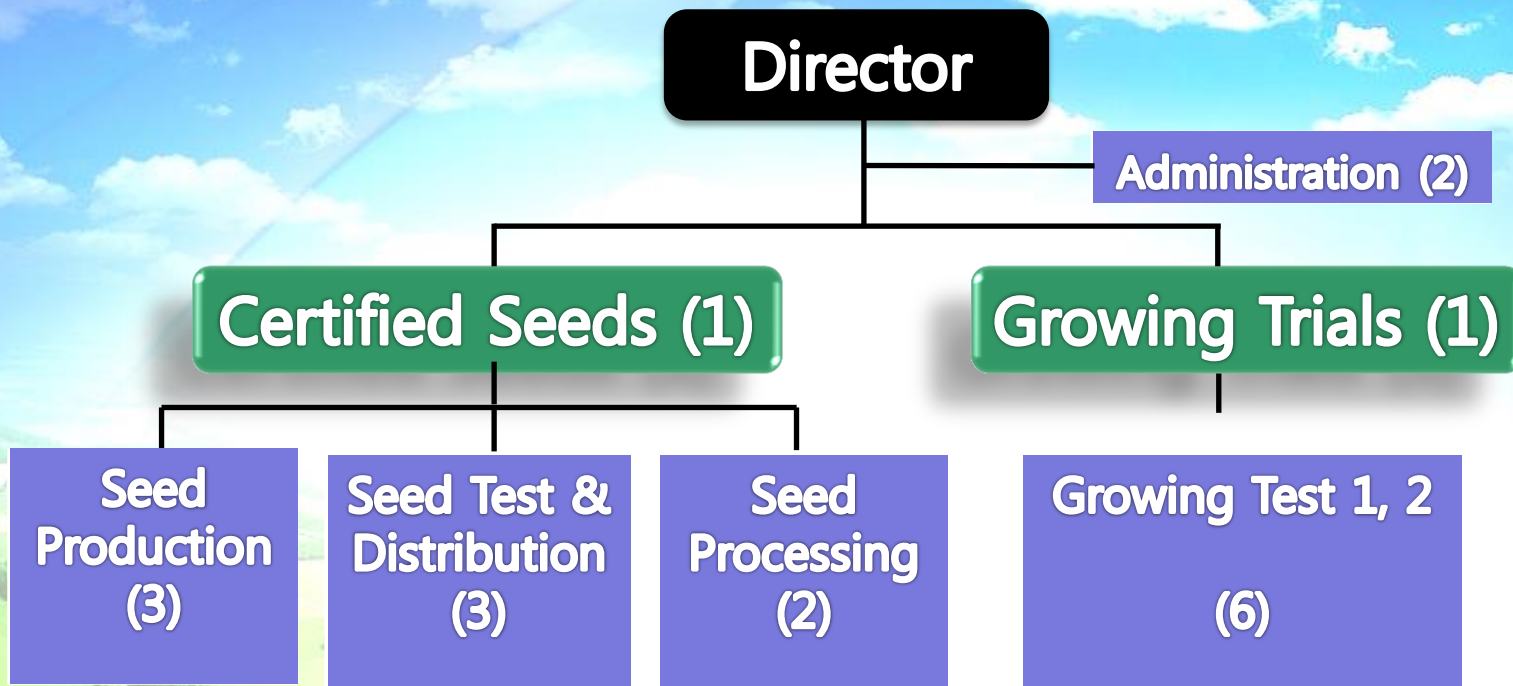 Director
Administration (2)
Certified Seeds (1)
Growing Trials (1)
Seed
Production
(3)
Seed Test &
Distribution
(3)
Seed
Processing
(2)
Growing Test 1, 2
(6)